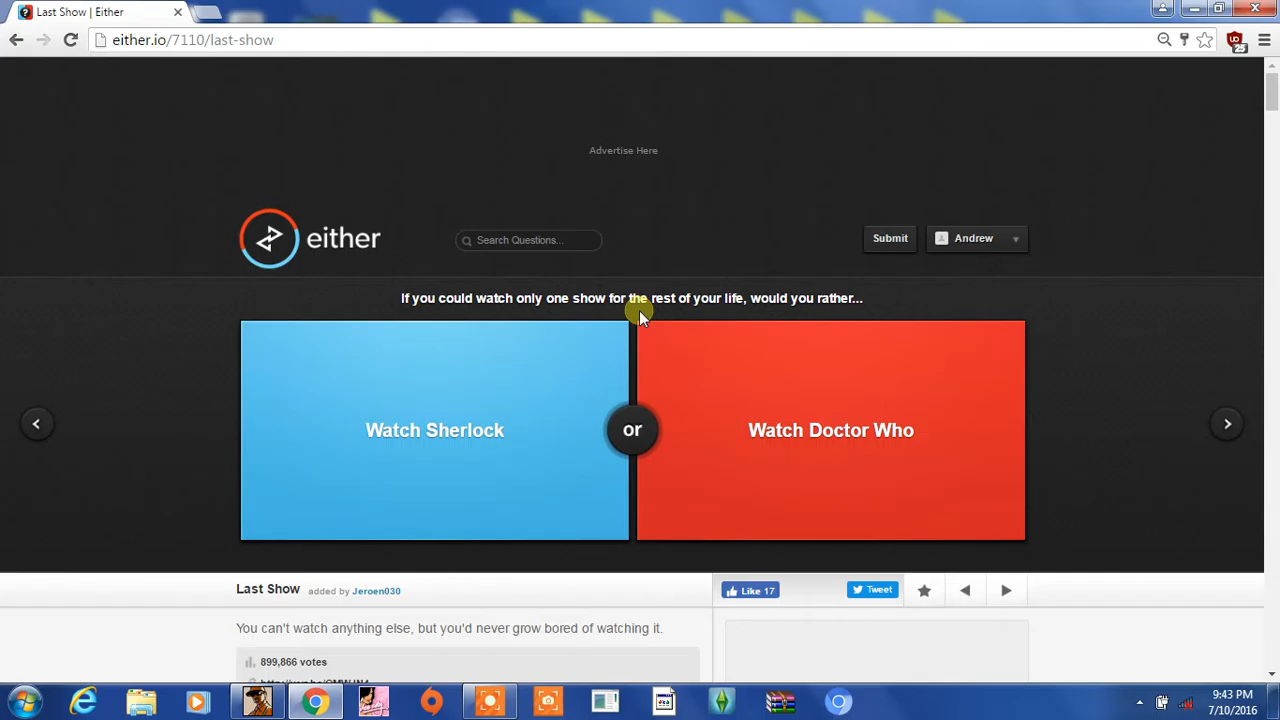 Last Show | Either
either.io/7110/last-show
25
Advertise Here
either
Search Questions...
Submit
Andrew
If you could watch only one show for the rest of your life, would you rather...
Watch Sherlock
or
Watch Doctor Who
Last Show added by Jeroen030
Like 17
Tweet
You can't watch anything else, but you'd never grow bored of watching it.
899,866 votes
9:43 PM
7/10/2016